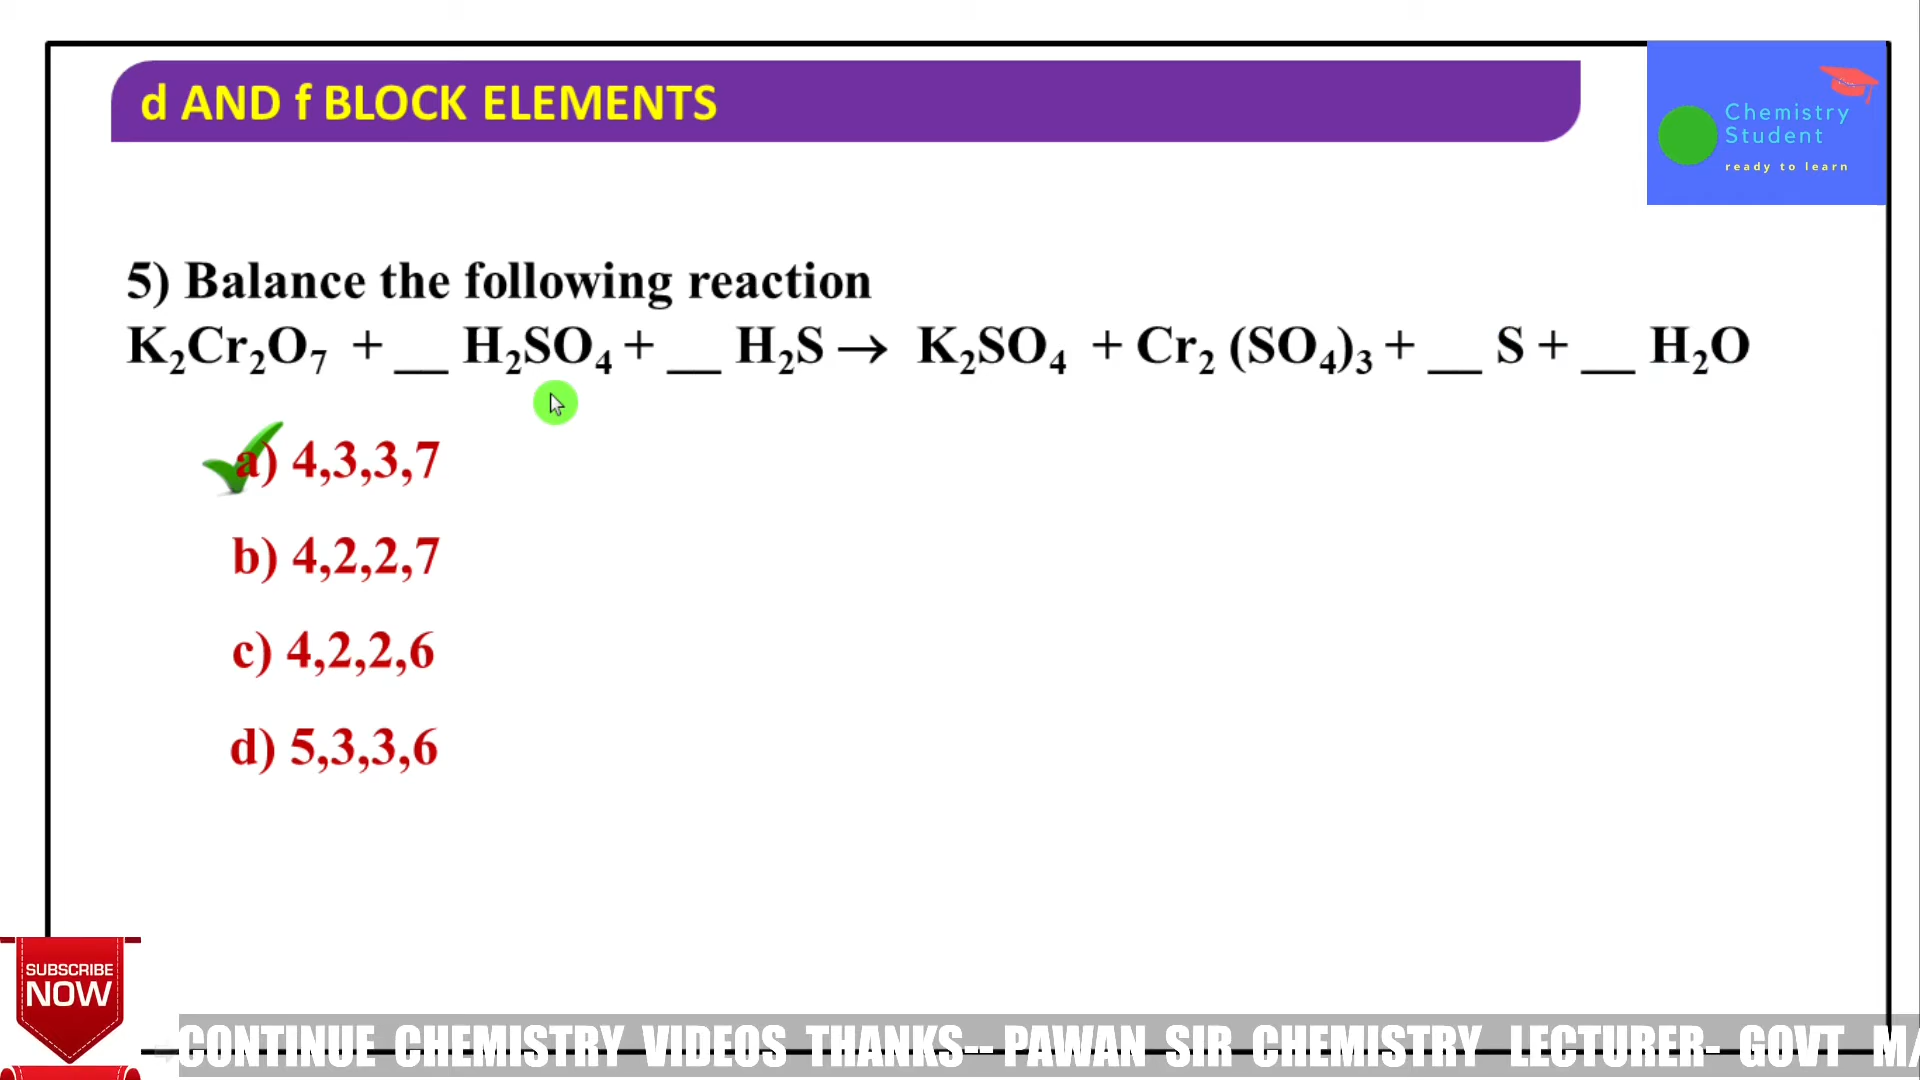 d AND f BLOCK ELEMENTS
Chemistry
Student
ready to learn
5) Balance the following reaction
K₂Cr₂O₇ + __ H₂SO₄ + __ H₂S → K₂SO₄ + Cr₂ (SO₄)₃ + __ S + __ H₂O
a) 4,3,3,7
b) 4,2,2,7
c) 4,2,2,6
d) 5,3,3,6
SUBSCRIBE
NOW
CONTINUE CHEMISTRY VIDEOS THANKS-- PAWAN SIR CHEMISTRY LECTURER- GOVT